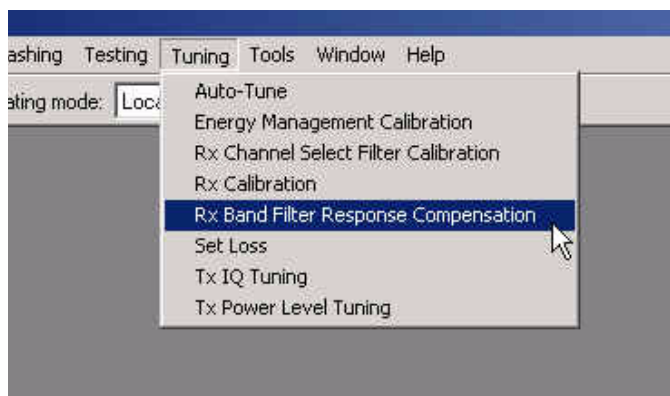 ashing Testing Tuning Tools Window Help
ating mode: Loca
Auto-Tune
Energy Management Calibration
Rx Channel Select Filter Calibration
Rx Calibration
Rx Band Filter Response Compensation
Set Loss
Tx IQ Tuning
Tx Power Level Tuning